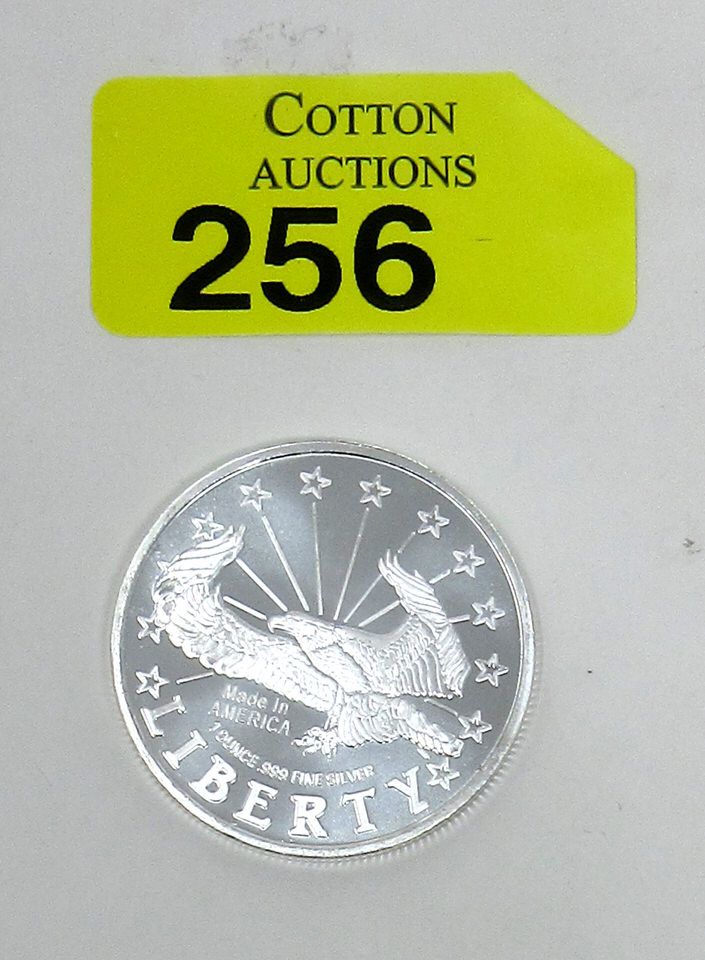 COTTON
AUCTIONS
256
Made In
AMERICA
1 OUNCE .999 FINE SILVER
LIBERTY